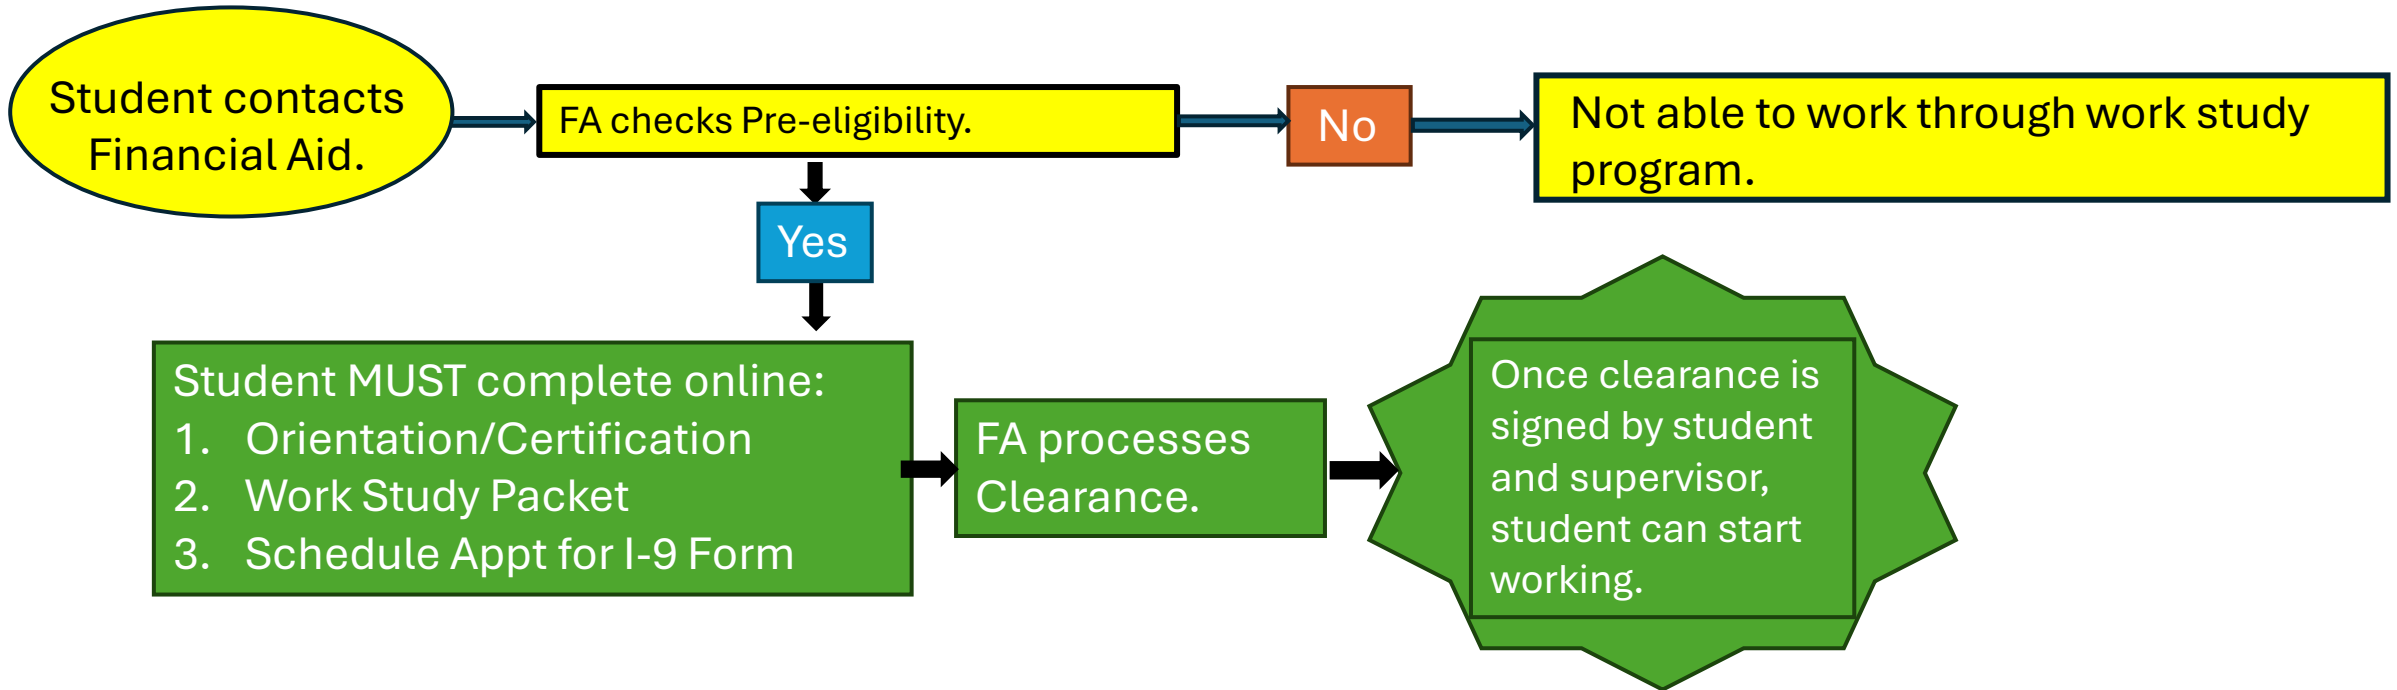 Student contacts
Financial Aid.
FA checks Pre-eligibility.
No
Not able to work through work study
program.
Yes
Student MUST complete online:
1. Orientation/Certification
2. Work Study Packet
3. Schedule Appt for I-9 Form
FA processes
Clearance.
Once clearance is
signed by student
and supervisor,
student can start
working.